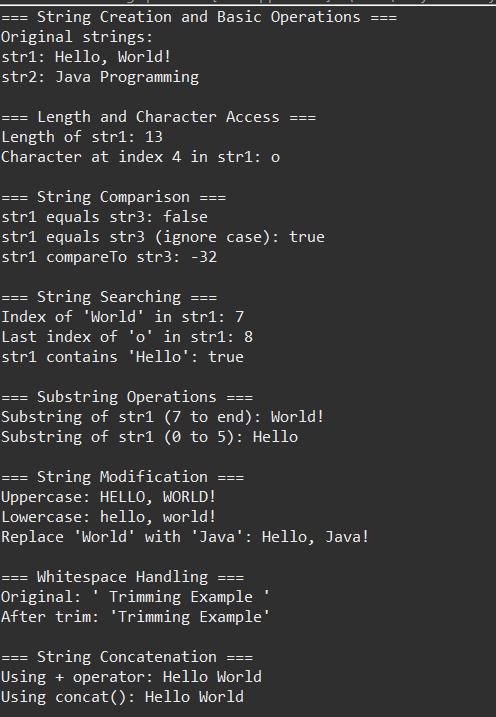 === String Creation and Basic Operations ===
Original strings:
str1: Hello, World!
str2: Java Programming
=== Length and Character Access ===
Length of str1: 13
Character at index 4 in str1: o
=== String Comparison ===
str1 equals str3: false
str1 equals str3 (ignore case): true
str1 compareTo str3: -32
=== String Searching ===
Index of 'World' in str1: 7
Last index of 'o' in str1: 8
str1 contains 'Hello': true
=== Substring Operations ===
Substring of str1 (7 to end): World!
Substring of str1 (0 to 5): Hello
=== String Modification ===
Uppercase: HELLO, WORLD!
Lowercase: hello, world!
Replace 'World' with 'Java': Hello, Java!
=== Whitespace Handling ===
Original: ' Trimming Example '
After trim: 'Trimming Example'
=== String Concatenation ===
Using + operator: Hello World
Using concat(): Hello World